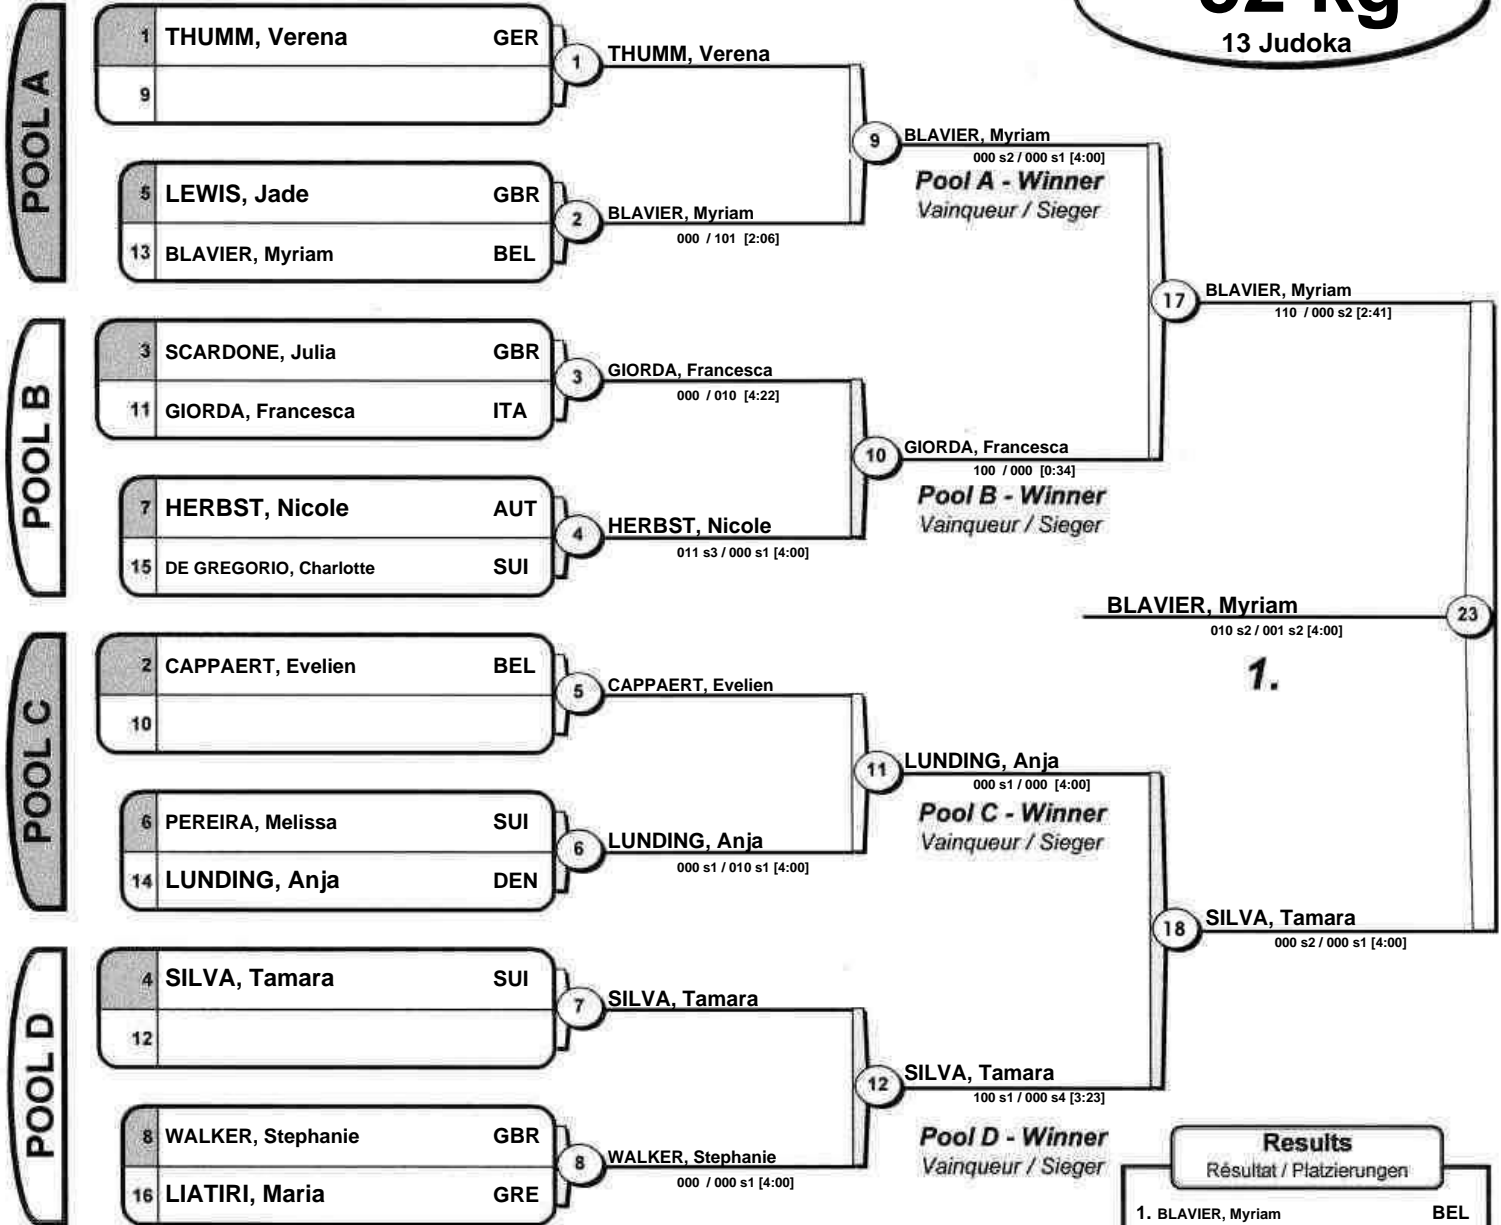 kg
13 Judoka
POOL A
1 THUMM, Verena GER
9
5 LEWIS, Jade GBR
13 BLAVIER, Myriam BEL
1 THUMM, Verena
2 BLAVIER, Myriam
000 / 101 [2:06]
9 BLAVIER, Myriam
000 s2 / 000 s1 [4:00]
Pool A - Winner
Vainqueur / Sieger
POOL B
3 SCARDONE, Julia GBR
11 GIORDA, Francesca ITA
7 HERBST, Nicole AUT
15 DE GREGORIO, Charlotte SUI
3 GIORDA, Francesca
000 / 010 [4:22]
4 HERBST, Nicole
011 s3 / 000 s1 [4:00]
10 GIORDA, Francesca
100 / 000 [0:34]
Pool B - Winner
Vainqueur / Sieger
17 BLAVIER, Myriam
110 / 000 s2 [2:41]
BLAVIER, Myriam 23
010 s2 / 001 s2 [4:00]
1.
POOL C
2 CAPPAERT, Evelien BEL
10
6 PEREIRA, Melissa SUI
14 LUNDING, Anja DEN
5 CAPPAERT, Evelien
6 LUNDING, Anja
000 s1 / 010 s1 [4:00]
11 LUNDING, Anja
000 s1 / 000 [4:00]
Pool C - Winner
Vainqueur / Sieger
POOL D
4 SILVA, Tamara SUI
12
8 WALKER, Stephanie GBR
16 LIATIRI, Maria GRE
7 SILVA, Tamara
8 WALKER, Stephanie
000 / 000 s1 [4:00]
12 SILVA, Tamara
100 s1 / 000 s4 [3:23]
Pool D - Winner
Vainqueur / Sieger
18 SILVA, Tamara
000 s2 / 000 s1 [4:00]
Results
Résultat / Platzierungen
1. BLAVIER, Myriam BEL